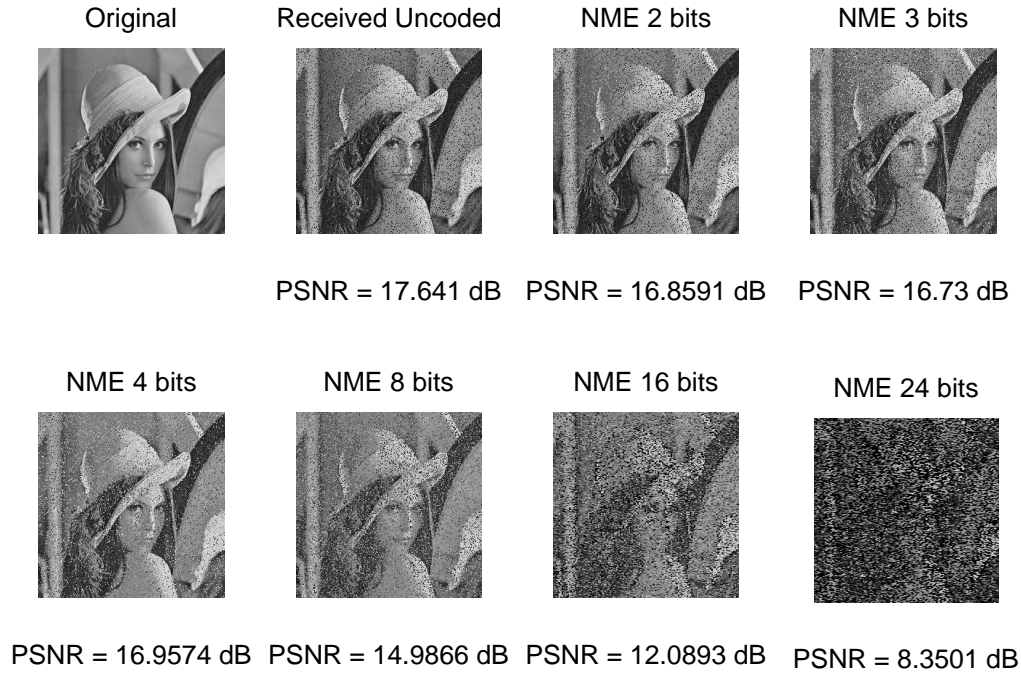 Original
Received Uncoded
NME 2 bits
NME 3 bits
PSNR = 17.641 dB
PSNR = 16.8591 dB
PSNR = 16.73 dB
NME 4 bits
NME 8 bits
NME 16 bits
NME 24 bits
PSNR = 16.9574 dB
PSNR = 14.9866 dB
PSNR = 12.0893 dB
PSNR = 8.3501 dB